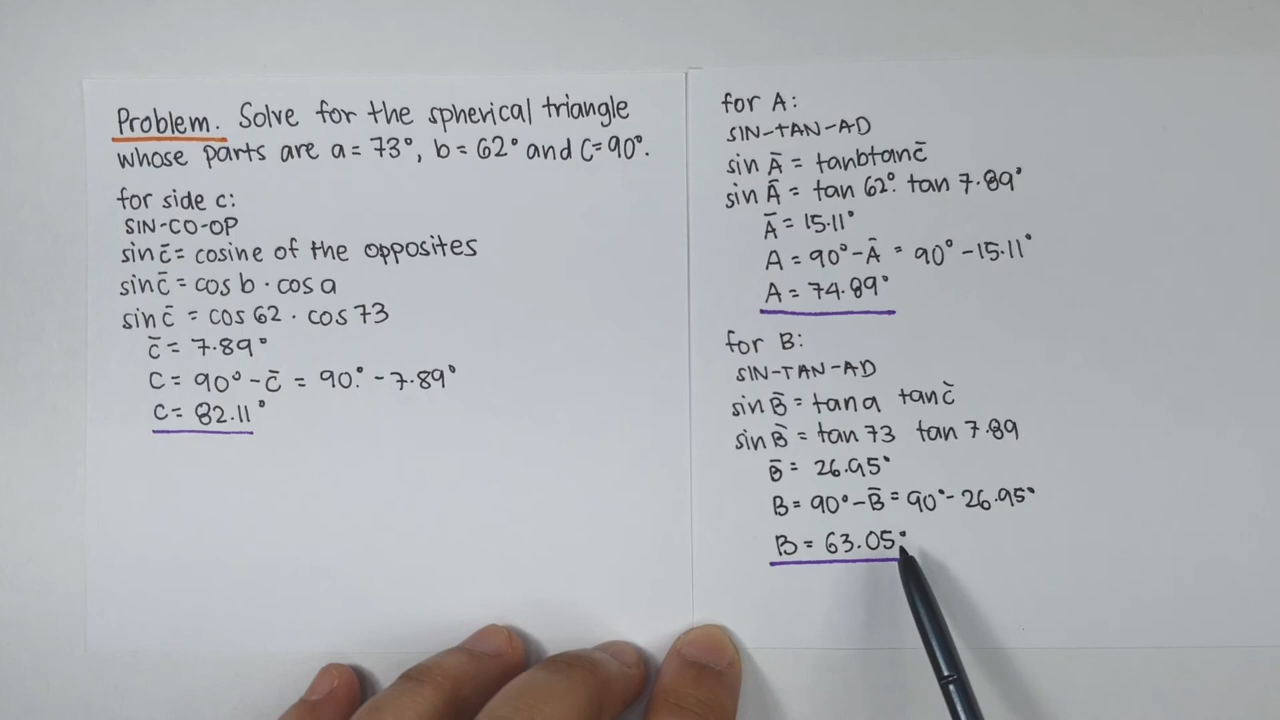 Problem. Solve for the spherical triangle
whose parts are a = 73°, b = 62° and C = 90°.
for side c:
SIN-CO-OP
sin c̄ = cosine of the opposites
sin c̄ = cos b · cos a
sin c̄ = cos 62 · cos 73
c̄ = 7.89°
c = 90° - c̄ = 90° - 7.89°
c = 82.11°
for A:
SIN-TAN-AD
sin Ā = tan b tan c̄
sin Ā = tan 62° tan 7.89°
Ā = 15.11°
A = 90° - Ā = 90° - 15.11°
A = 74.89°
for B:
SIN-TAN-AD
sin B̄ = tan a tan c̄
sin B̄ = tan 73 tan 7.89
B̄ = 26.95°
B = 90° - B̄ = 90° - 26.95°
B = 63.05°